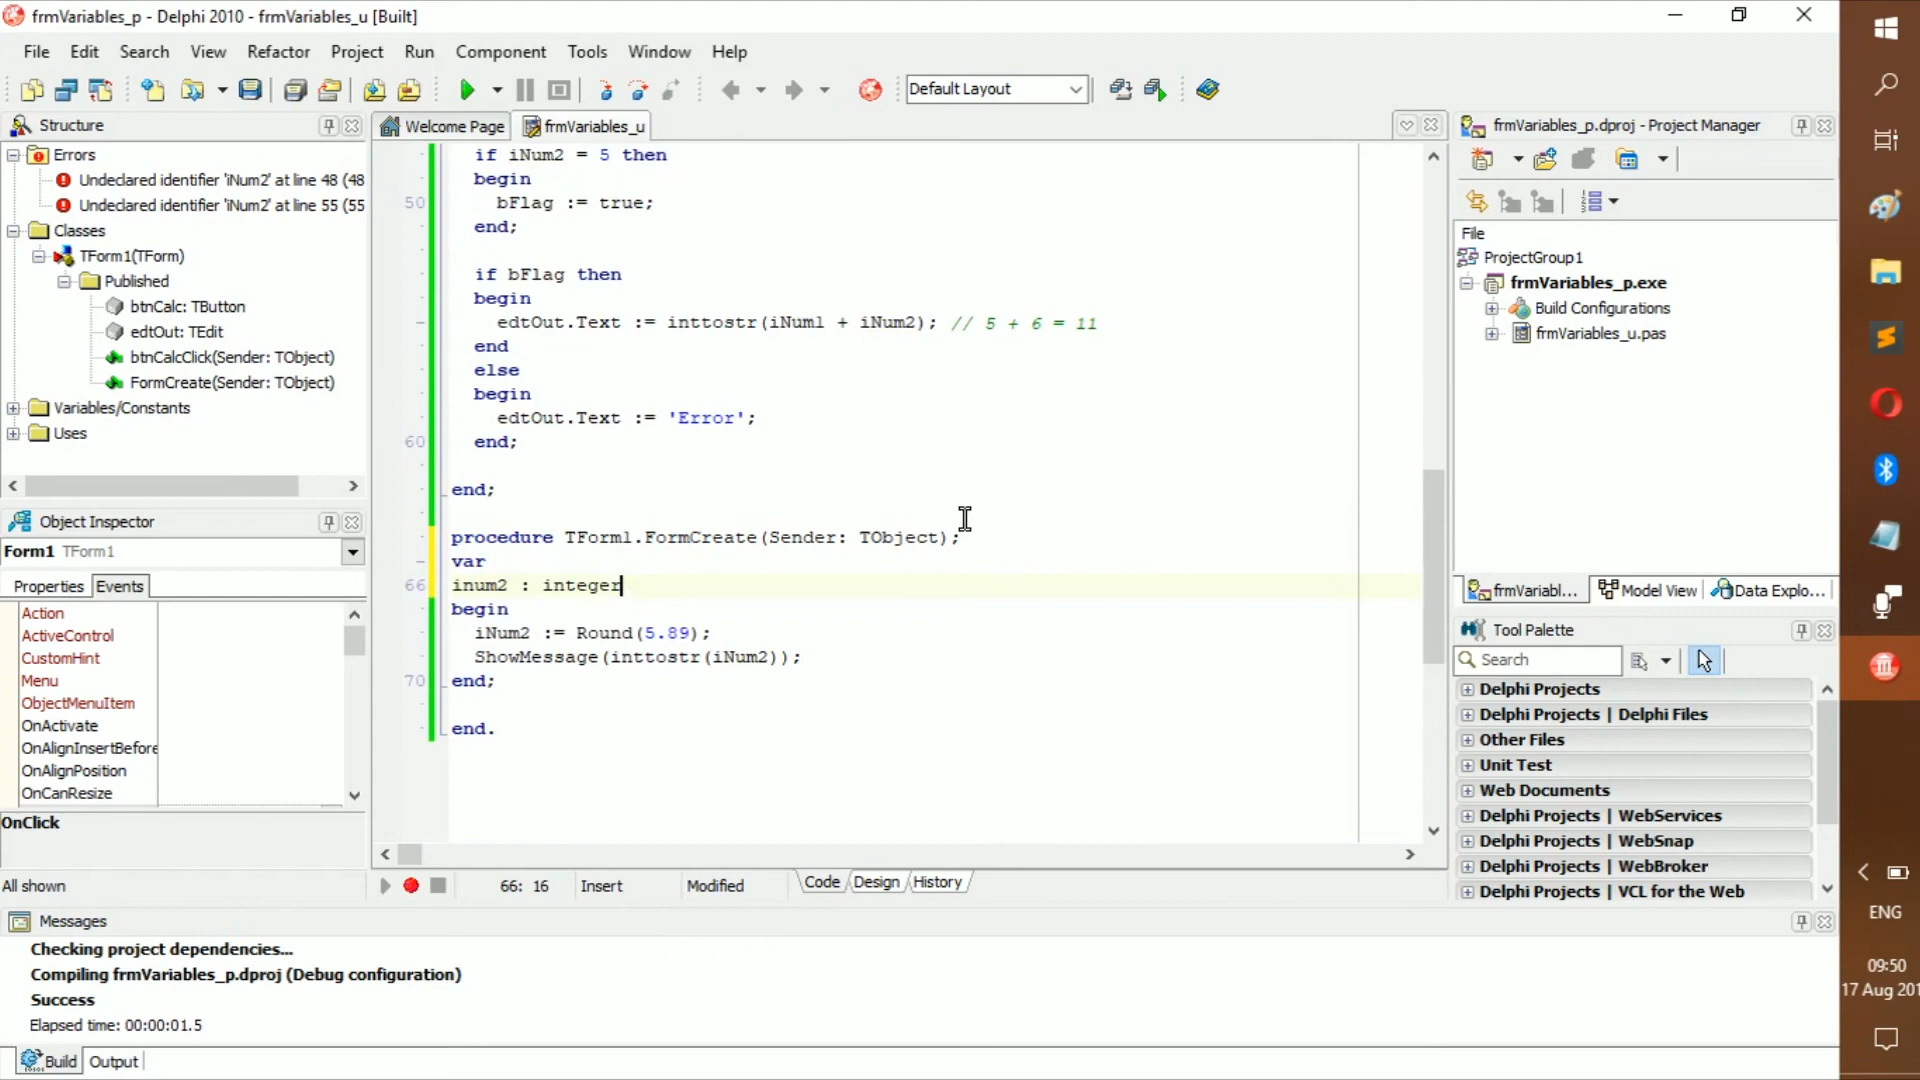 frmVariables_p - Delphi 2010 - frmVariables_u [Built]
File Edit Search View Refactor Project Run Component Tools Window Help
Default Layout
Structure
Errors
Undeclared identifier 'iNum2' at line 48 (48
Undeclared identifier 'iNum2' at line 55 (55
Classes
TForm1(TForm)
Published
btnCalc: TButton
edtOut: TEdit
btnCalcClick(Sender: TObject)
FormCreate(Sender: TObject)
Variables/Constants
Uses
Object Inspector
Form1 TForm1
Properties Events
Action
ActiveControl
CustomHint
Menu
ObjectMenuItem
OnActivate
OnAlignInsertBefore
OnAlignPosition
OnCanResize
OnClick
All shown
Welcome Page frmVariables_u
if iNum2 = 5 then
begin
50 bFlag := true;
end;
if bFlag then
begin
edtOut.Text := inttostr(iNum1 + iNum2); // 5 + 6 = 11
end
else
begin
edtOut.Text := 'Error';
60 end;
end;
procedure TForm1.FormCreate(Sender: TObject);
var
66 inum2 : integer
begin
iNum2 := Round(5.89);
ShowMessage(inttostr(iNum2));
70 end;
end.
66: 16 Insert Modified Code Design History
frmVariables_p.dproj - Project Manager
File
ProjectGroup1
frmVariables_p.exe
Build Configurations
frmVariables_u.pas
frmVariabl... Model View Data Explo...
Tool Palette
Search
Delphi Projects
Delphi Projects | Delphi Files
Other Files
Unit Test
Web Documents
Delphi Projects | WebServices
Delphi Projects | WebSnap
Delphi Projects | WebBroker
Delphi Projects | VCL for the Web
Messages
Checking project dependencies...
Compiling frmVariables_p.dproj (Debug configuration)
Success
Elapsed time: 00:00:01.5
Build Output
ENG
09:50
17 Aug 201